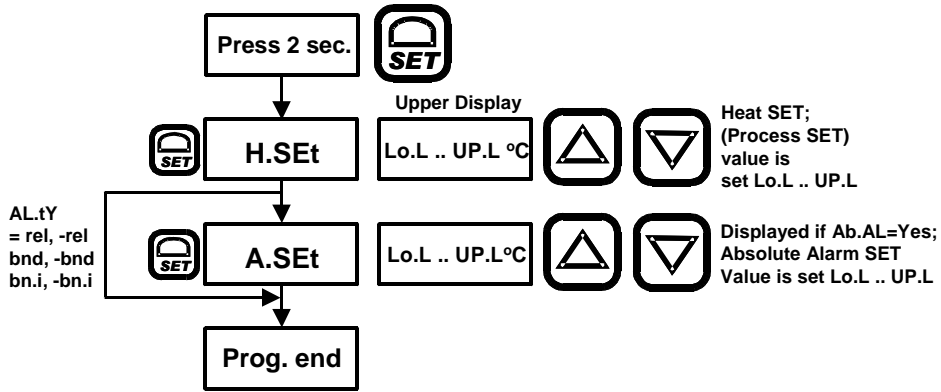 Press 2 sec.
SET
Upper Display
SET
H.SEt
Lo.L .. UP.L ºC
Heat SET;
(Process SET)
value is
set Lo.L .. UP.L
AL.tY
= rel, -rel
bnd, -bnd
bn.i, -bn.i
SET
A.SEt
Lo.L .. UP.LºC
Displayed if Ab.AL=Yes;
Absolute Alarm SET
Value is set Lo.L .. UP.L
Prog. end